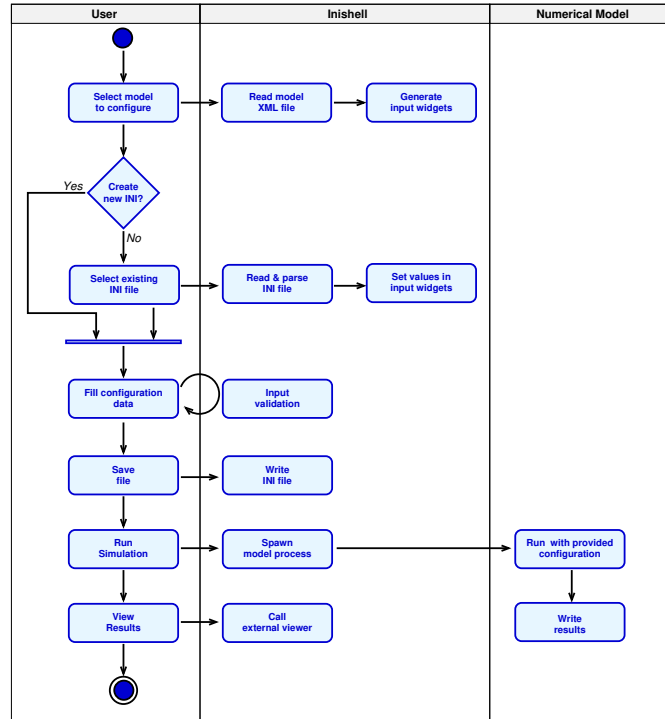 User
Inishell
Numerical Model
Select model
to configure
Read model
XML file
Generate
input widgets
Yes
Create
new INI?
No
Select existing
INI file
Read & parse
INI file
Set values in
input widgets
Fill configuration
data
Input
validation
Save
file
Write
INI file
Run
Simulation
Spawn
model process
Run with provided
configuration
View
Results
Call
external viewer
Write
results